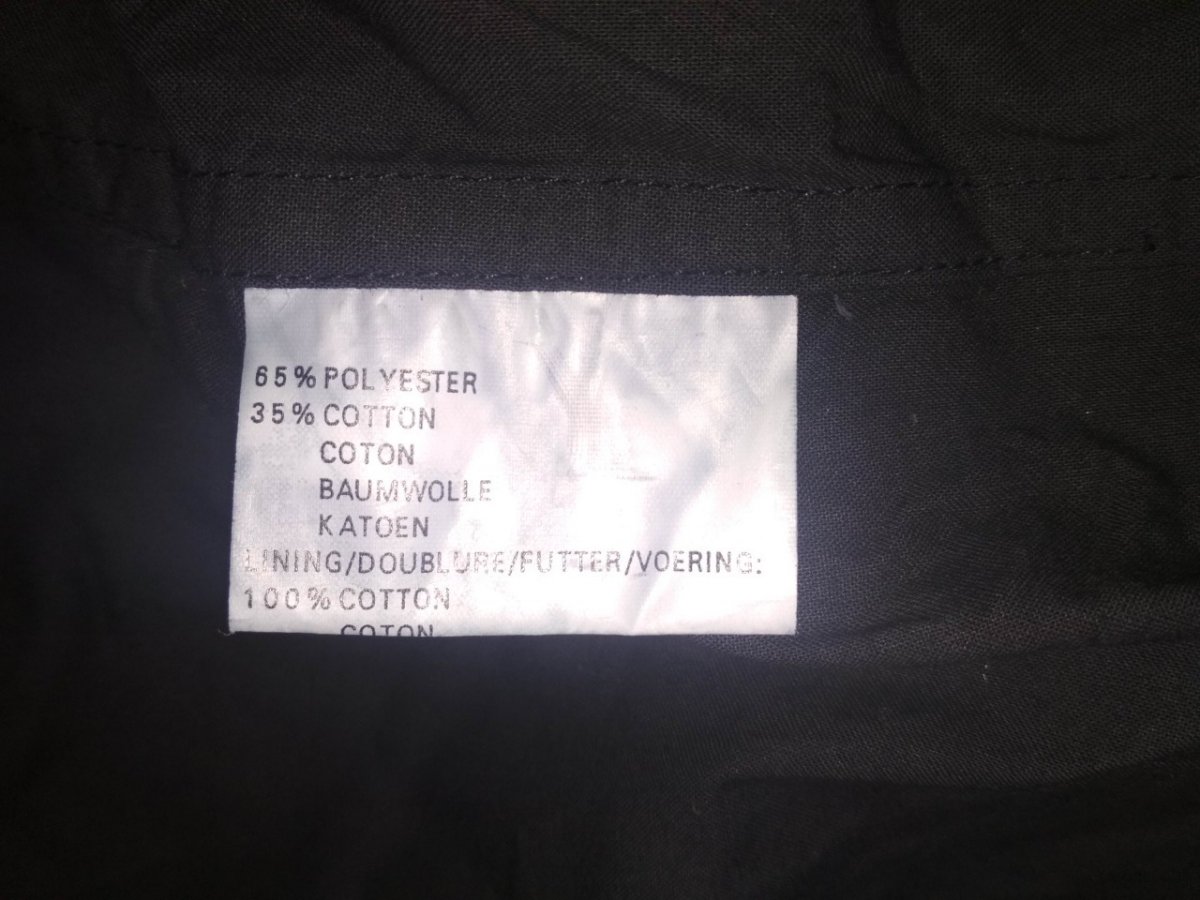 65% POLYESTER
35% COTTON
COTON
BAUMWOLLE
KATOEN
LINING/DOUBLURE/FUTTER/VOERING:
100% COTTON
COTON